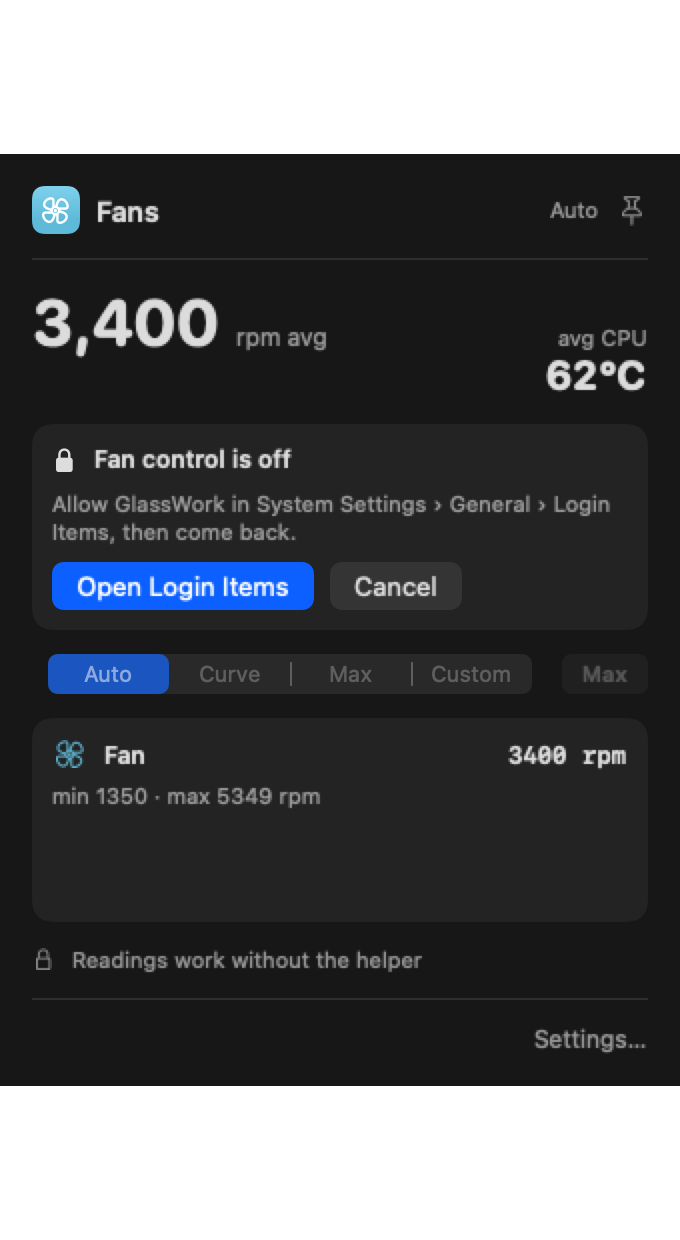 Fans
Auto
3,400 rpm avg
avg CPU
62°C
Fan control is off
Allow GlassWork in System Settings › General › Login
Items, then come back.
Open Login Items
Cancel
Auto
Curve
Max
Custom
Max
Fan
3400 rpm
min 1350 · max 5349 rpm
Readings work without the helper
Settings...